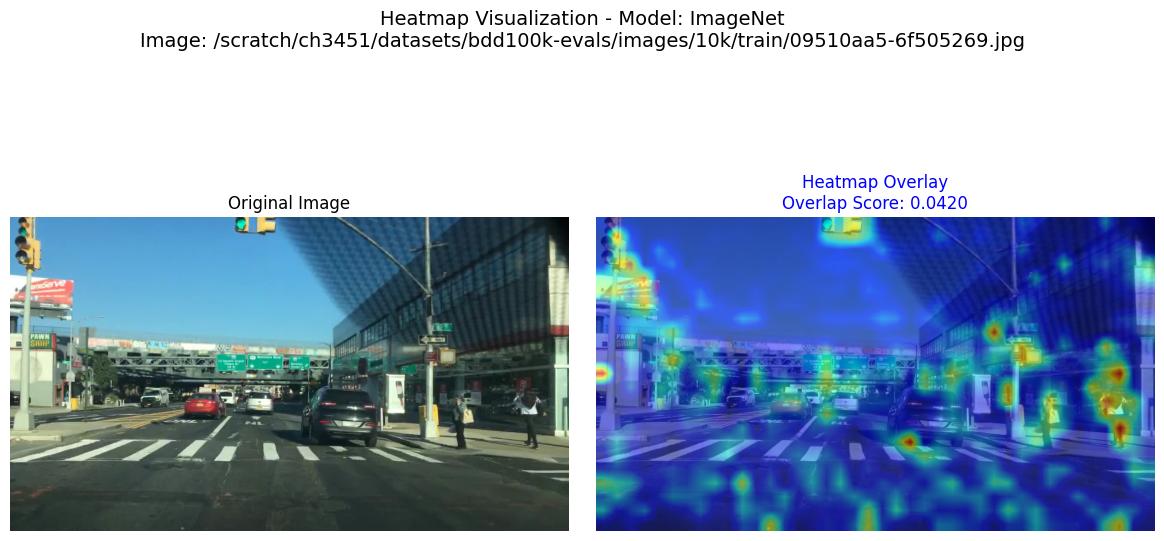 Heatmap Visualization - Model: ImageNet
Image: /scratch/ch3451/datasets/bdd100k-evals/images/10k/train/09510aa5-6f505269.jpg
Original Image
Heatmap Overlay
Overlap Score: 0.0420
PAWN
SHOP